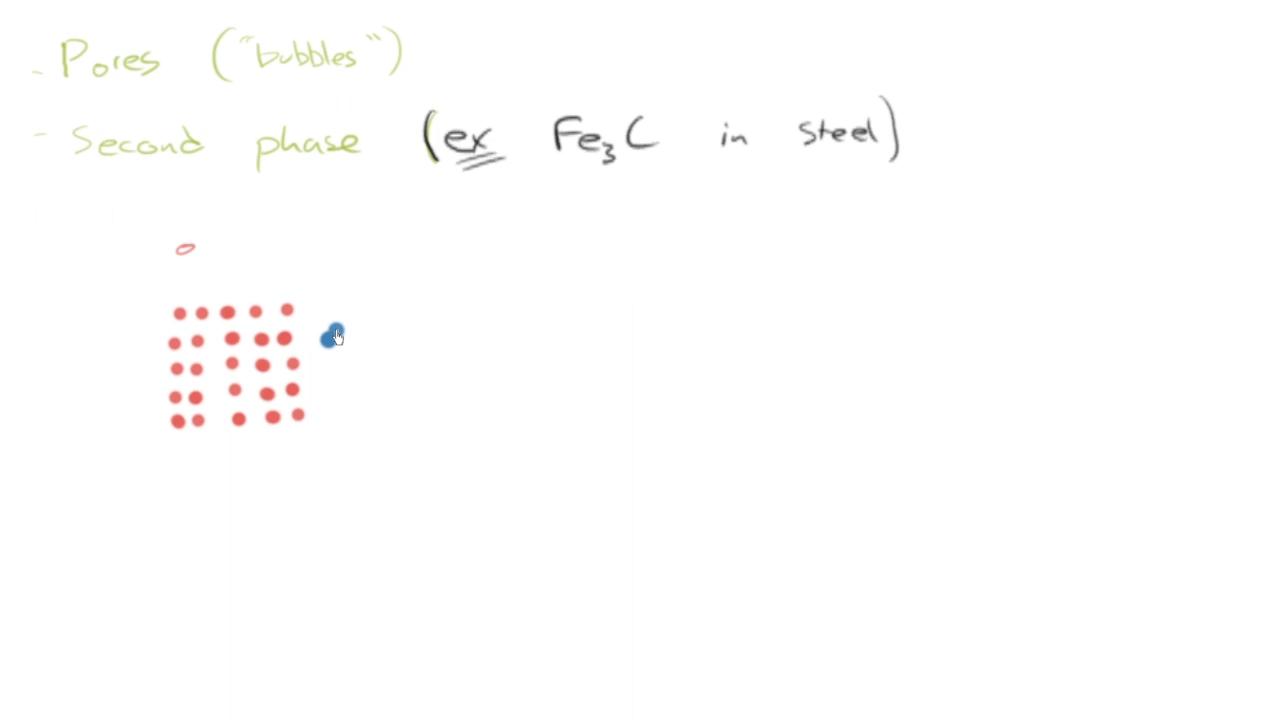 - Pores ("bubbles")
- Second phase (ex Fe₃C in steel)